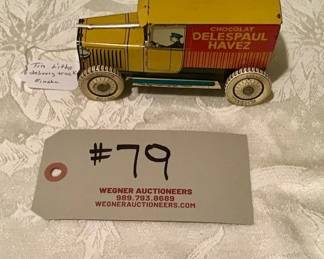 CHOCOLAT
DELESPAUL
HAVEZ
Tin Litho
delivery truck
#79
WEGNER AUCTIONEERS
989.793.8689
WEGNERAUCTIONEERS.COM